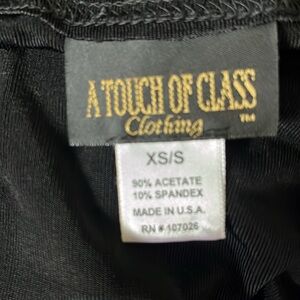 A TOUCH OF CLASS
Clothing ™
XS/S
90% ACETATE
10% SPANDEX
MADE IN U.S.A.
RN # 107026